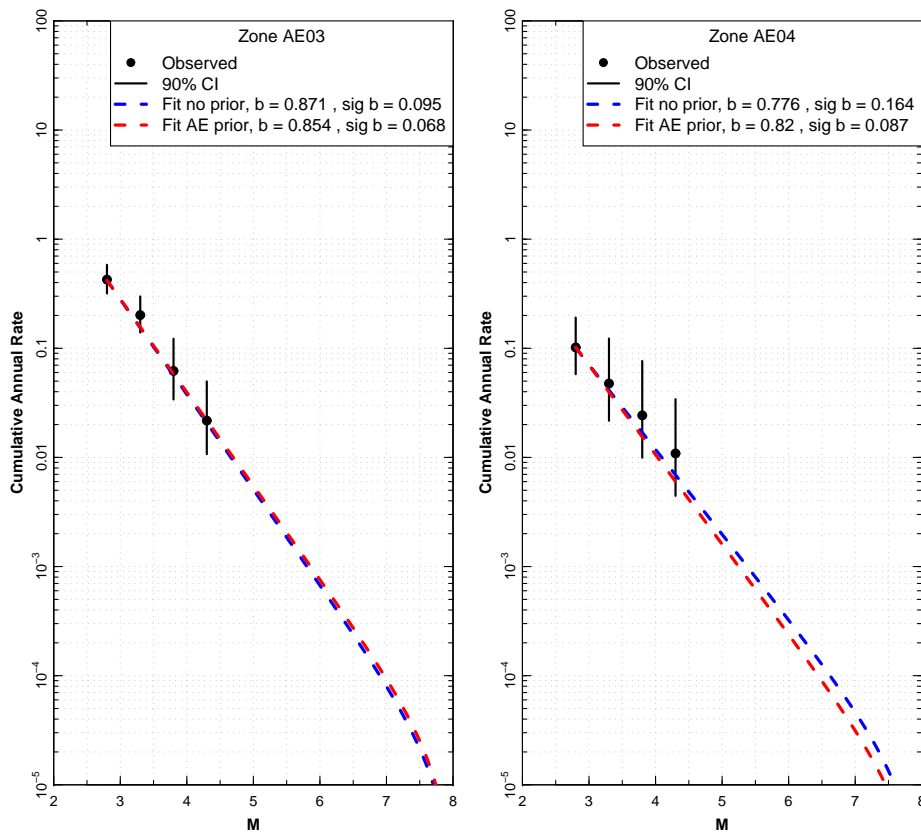 Zone AE03
Observed
90% CI
Fit no prior, b = 0.871 , sig b = 0.095
Fit AE prior, b = 0.854 , sig b = 0.068
100
10
1
0.1
0.01
10⁻³
10⁻⁴
10⁻⁵
Cumulative Annual Rate
2 3 4 5 6 7 8
M
Zone AE04
Observed
90% CI
Fit no prior, b = 0.776 , sig b = 0.164
Fit AE prior, b = 0.82 , sig b = 0.087
100
10
1
0.1
0.01
10⁻³
10⁻⁴
10⁻⁵
Cumulative Annual Rate
2 3 4 5 6 7 8
M